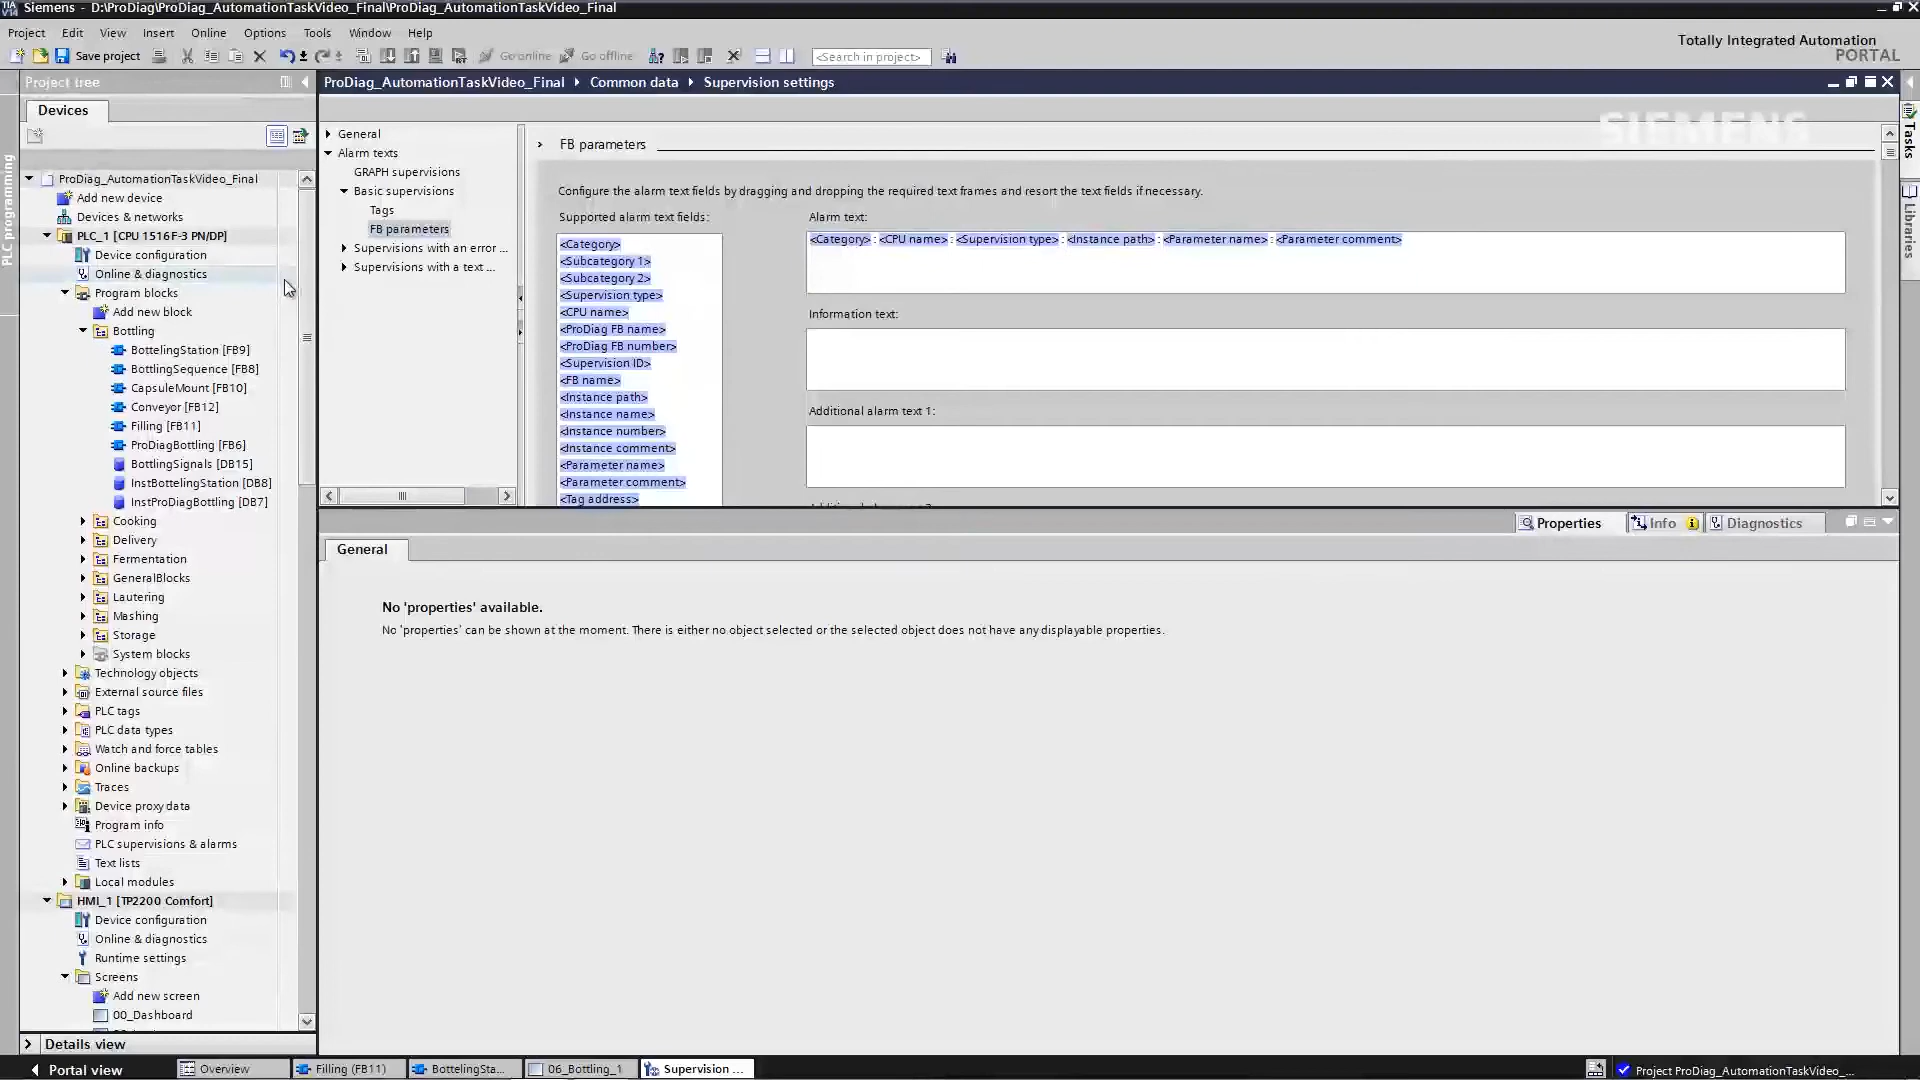 Siemens - D:\ProDiag\ProDiag_AutomationTaskVideo_Final\ProDiag_AutomationTaskVideo_Final
Project Edit View Insert Online Options Tools Window Help
Totally Integrated Automation
PORTAL
Save project
Go online
Go offline
<Search in project>
Project tree
ProDiag_AutomationTaskVideo_Final ▸ Common data ▸ Supervision settings
Devices
SIEMENS
PLC programming
Tasks
Libraries
ProDiag_AutomationTaskVideo_Final
Add new device
Devices & networks
PLC_1 [CPU 1516F-3 PN/DP]
Device configuration
Online & diagnostics
Program blocks
Add new block
Bottling
BottelingStation [FB9]
BottlingSequence [FB8]
CapsuleMount [FB10]
Conveyor [FB12]
Filling [FB11]
ProDiagBottling [FB6]
BottlingSignals [DB15]
InstBottelingStation [DB8]
InstProDiagBottling [DB7]
Cooking
Delivery
Fermentation
GeneralBlocks
Lautering
Mashing
Storage
System blocks
Technology objects
External source files
PLC tags
PLC data types
Watch and force tables
Online backups
Traces
Device proxy data
Program info
PLC supervisions & alarms
Text lists
Local modules
HMI_1 [TP2200 Comfort]
Device configuration
Online & diagnostics
Runtime settings
Screens
Add new screen
00_Dashboard
Details view
General
Alarm texts
GRAPH supervisions
Basic supervisions
Tags
FB parameters
Supervisions with an error ...
Supervisions with a text ...
FB parameters
Configure the alarm text fields by dragging and dropping the required text frames and resort the text fields if necessary.
Supported alarm text fields:
<Category>
<Subcategory 1>
<Subcategory 2>
<Supervision type>
<CPU name>
<ProDiag FB name>
<ProDiag FB number>
<Supervision ID>
<FB name>
<Instance path>
<Instance name>
<Instance number>
<Instance comment>
<Parameter name>
<Parameter comment>
<Tag address>
Alarm text:
<Category> : <CPU name> : <Supervision type> : <Instance path> : <Parameter name> : <Parameter comment>
Information text:
Additional alarm text 1:
Properties Info Diagnostics
General
No 'properties' available.
No 'properties' can be shown at the moment. There is either no object selected or the selected object does not have any displayable properties.
Portal view Overview Filling (FB11) BottelingSta... 06_Bottling_1 Supervision ... Project ProDiag_AutomationTaskVideo_...